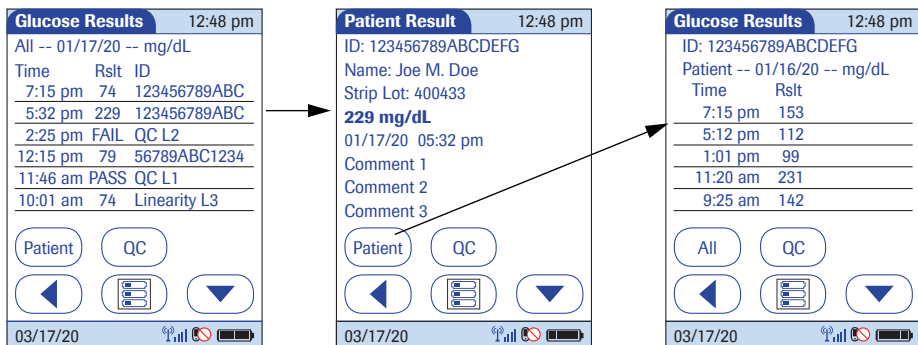 Glucose Results 12:48 pm
All -- 01/17/20 -- mg/dL
Time Rslt ID
7:15 pm 74 123456789ABC
5:32 pm 229 123456789ABC
2:25 pm FAIL QC L2
12:15 pm 79 56789ABC1234
11:46 am PASS QC L1
10:01 am 74 Linearity L3
Patient QC
03/17/20
Patient Result 12:48 pm
ID: 123456789ABCDEFG
Name: Joe M. Doe
Strip Lot: 400433
229 mg/dL
01/17/20 05:32 pm
Comment 1
Comment 2
Comment 3
Patient QC
03/17/20
Glucose Results 12:48 pm
ID: 123456789ABCDEFG
Patient -- 01/16/20 -- mg/dL
Time Rslt
7:15 pm 153
5:12 pm 112
1:01 pm 99
11:20 am 231
9:25 am 142
All QC
03/17/20